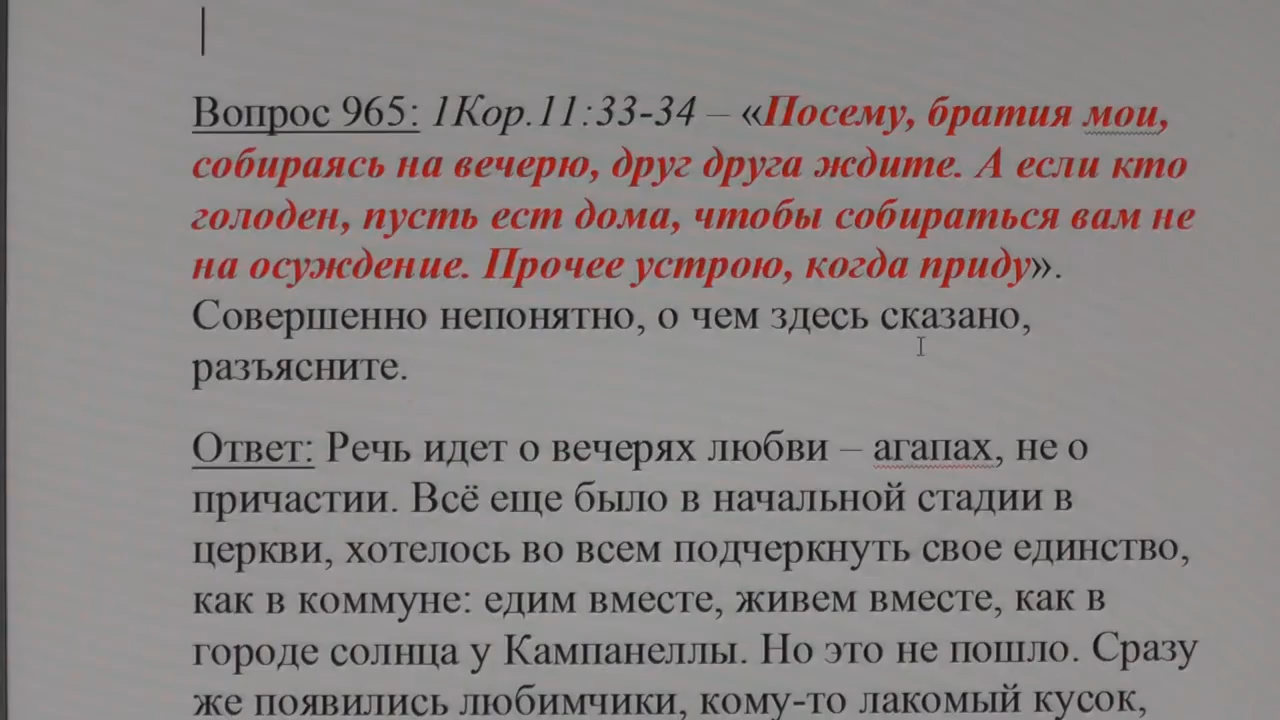 Вопрос 965: 1Кор.11:33-34 – «Посему, братия мои,
собираясь на вечерю, друг друга ждите. А если кто
голоден, пусть ест дома, чтобы собираться вам не
на осуждение. Прочее устрою, когда приду».
Совершенно непонятно, о чем здесь сказано,
разъясните.
Ответ: Речь идет о вечерях любви – агапах, не о
причастии. Всё еще было в начальной стадии в
церкви, хотелось во всем подчеркнуть свое единство,
как в коммуне: едим вместе, живем вместе, как в
городе солнца у Кампанеллы. Но это не пошло. Сразу
же появились любимчики, кому-то лакомый кусок,